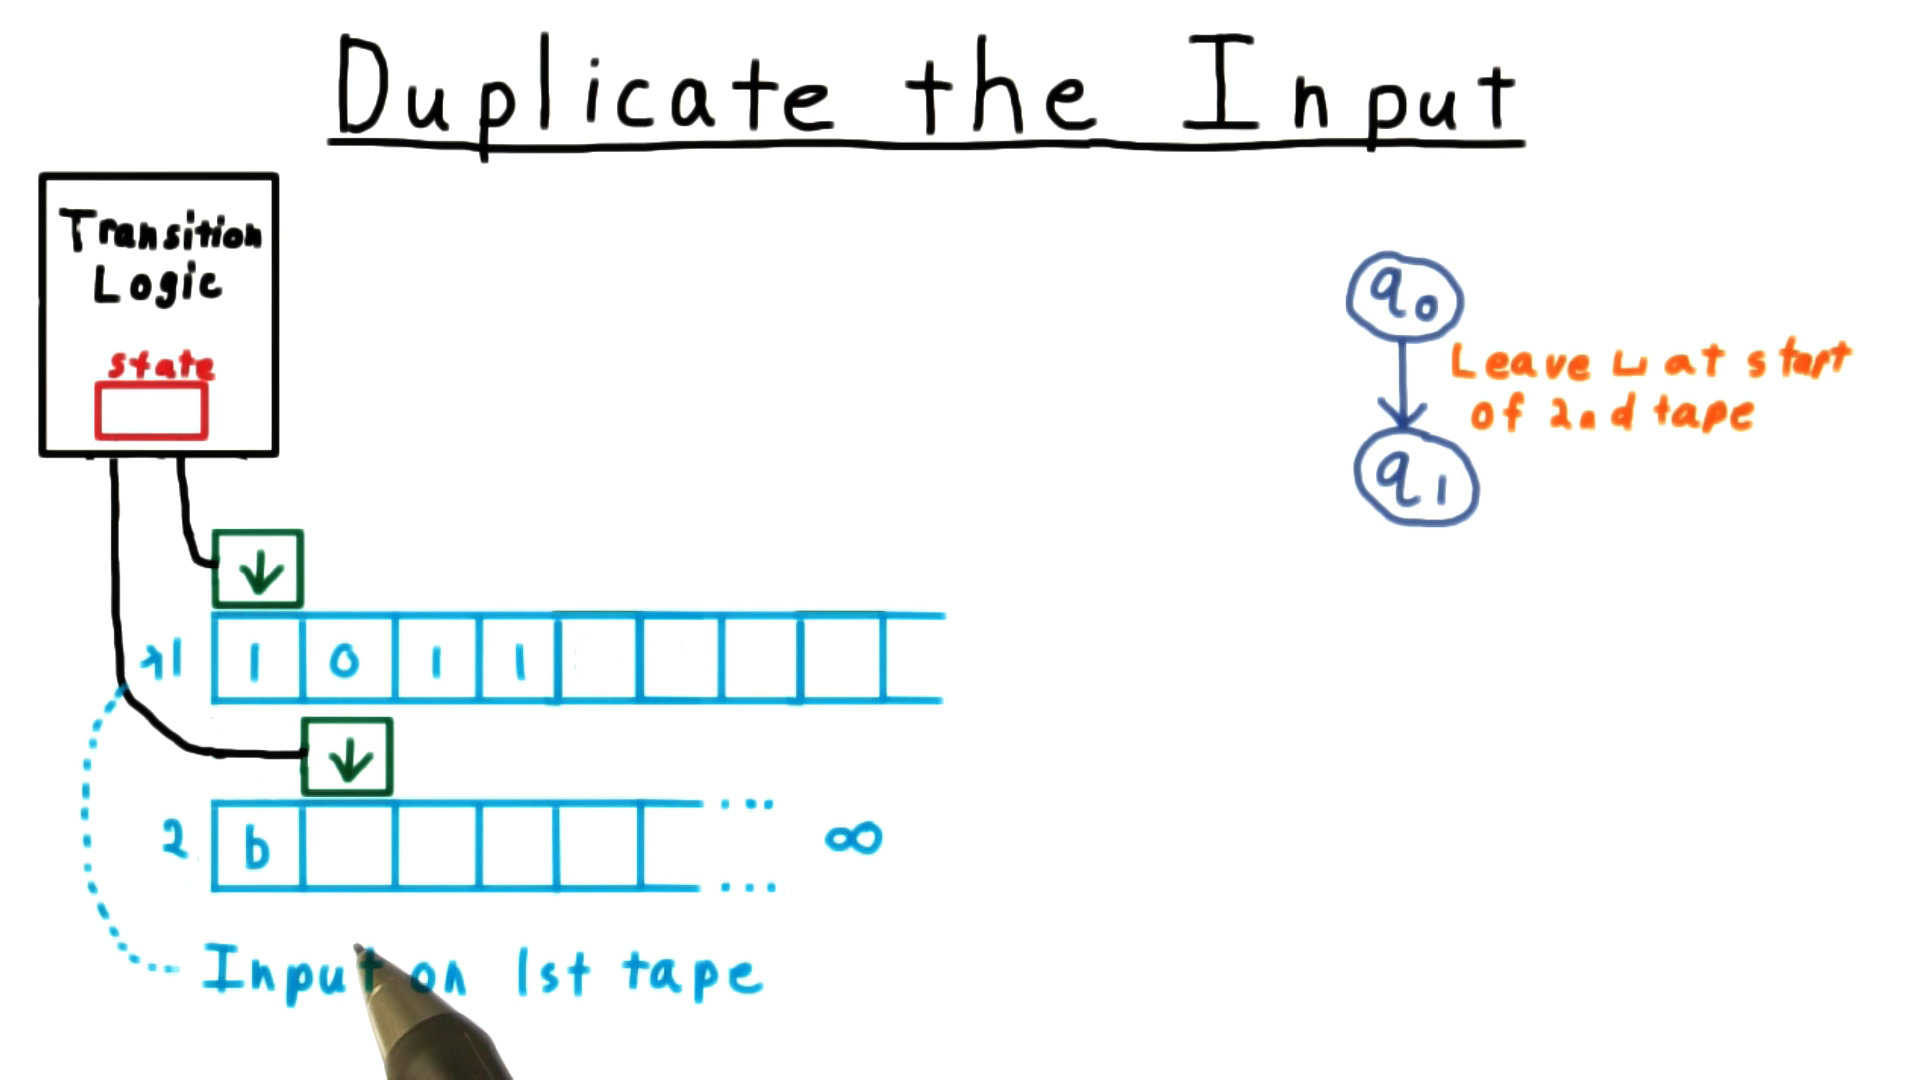 Duplicate the Input
Transition
Logic
state
q0
Leave ⊔ at start
of 2nd tape
q1
1 1 0 1 1
2 b
∞
Input on 1st tape